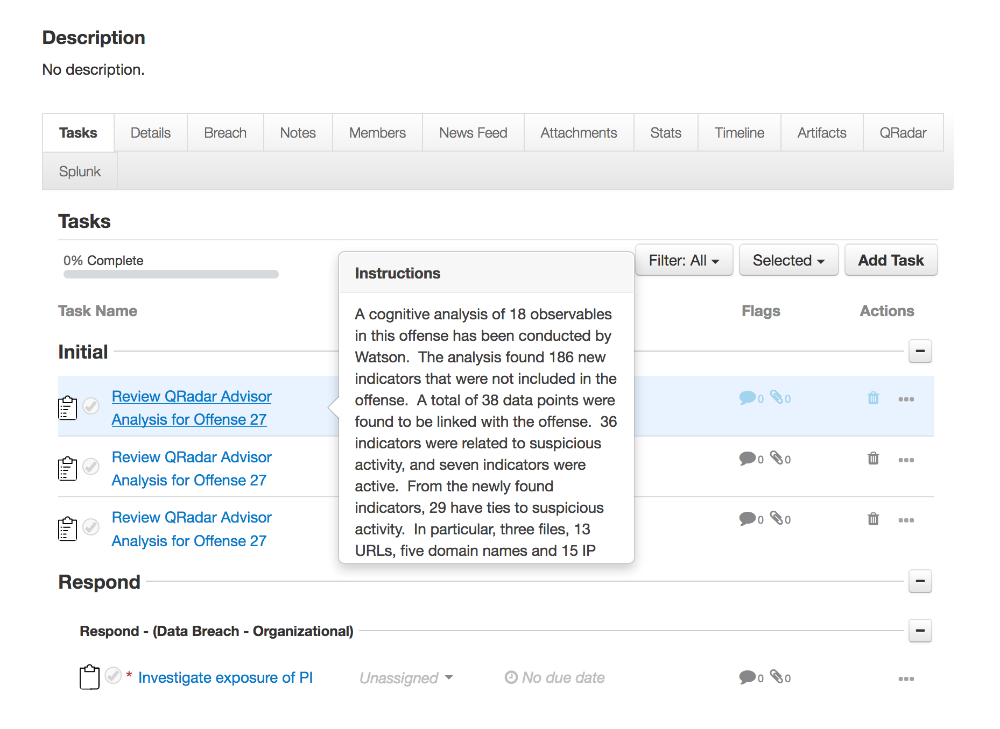 Description
No description.
Tasks Details Breach Notes Members News Feed Attachments Stats Timeline Artifacts QRadar
Splunk
Tasks
0% Complete
Filter: All Selected Add Task
Task Name Flags Actions
Initial
Review QRadar Advisor
Analysis for Offense 27
0 0
Review QRadar Advisor
Analysis for Offense 27
0 0
Review QRadar Advisor
Analysis for Offense 27
0 0
Instructions
A cognitive analysis of 18 observables
in this offense has been conducted by
Watson. The analysis found 186 new
indicators that were not included in the
offense. A total of 38 data points were
found to be linked with the offense. 36
indicators were related to suspicious
activity, and seven indicators were
active. From the newly found
indicators, 29 have ties to suspicious
activity. In particular, three files, 13
URLs, five domain names and 15 IP
Respond
Respond - (Data Breach - Organizational)
* Investigate exposure of PI Unassigned No due date 0 0